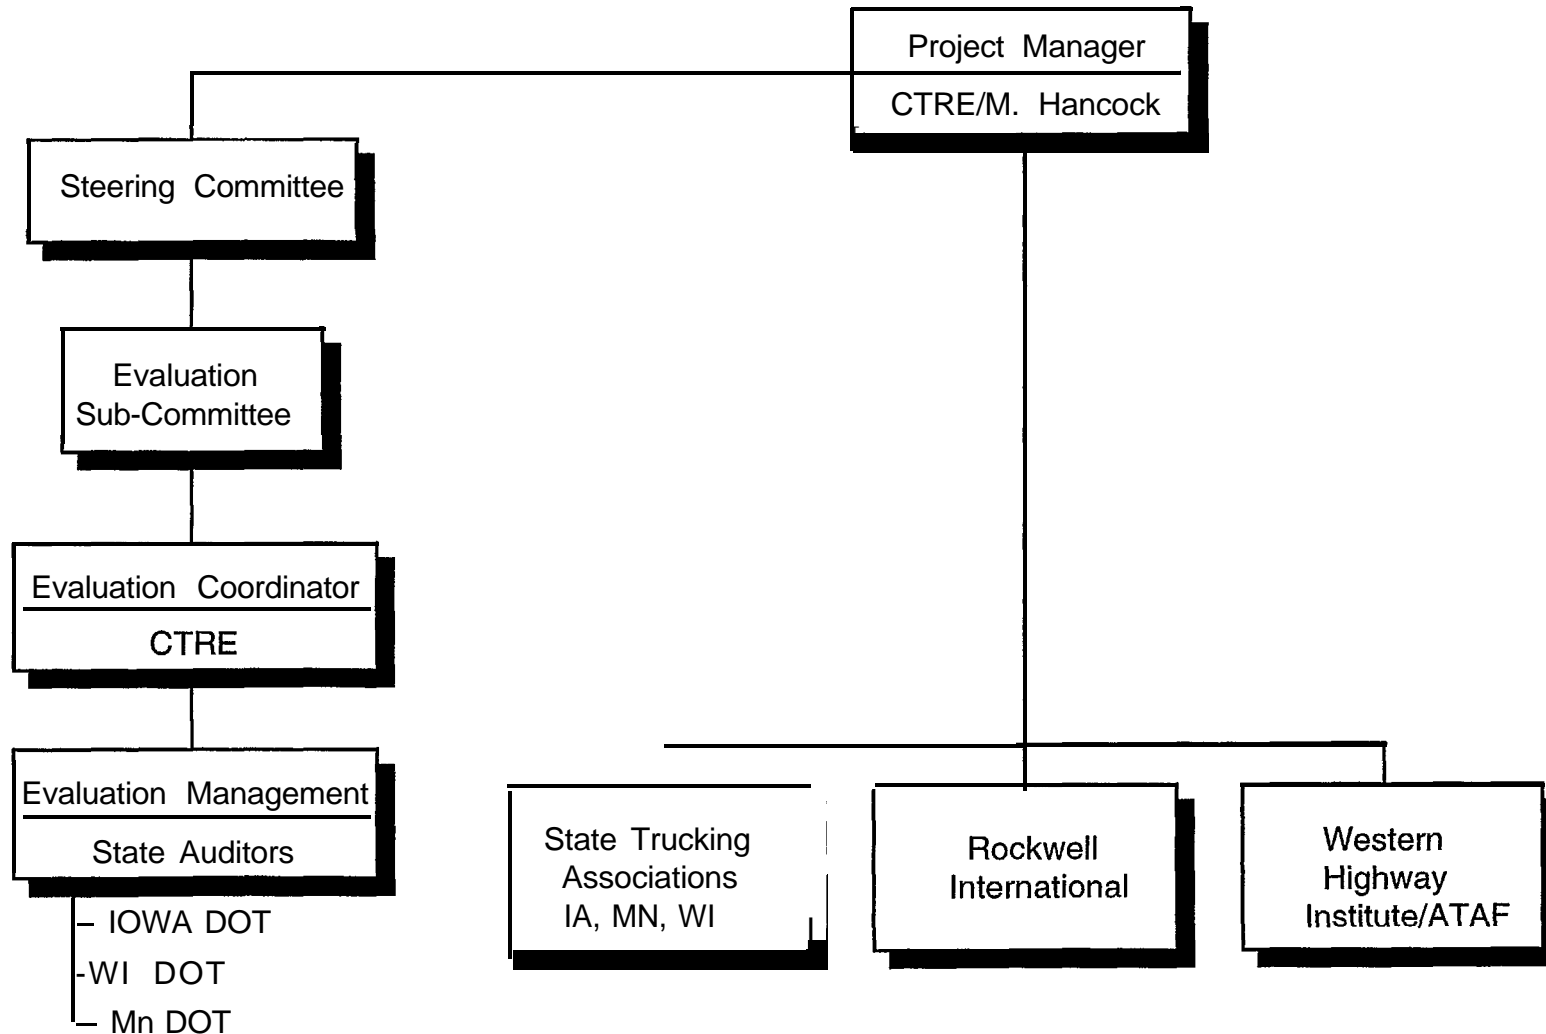 Project Manager
CTRE/M. Hancock
Steering Committee
Evaluation
Sub-Committee
Evaluation Coordinator
CTRE
Evaluation Management
State Auditors
– IOWA DOT
-WI DOT
– Mn DOT
State Trucking
Associations
IA, MN, WI
Rockwell
International
Western
Highway
Institute/ATAF